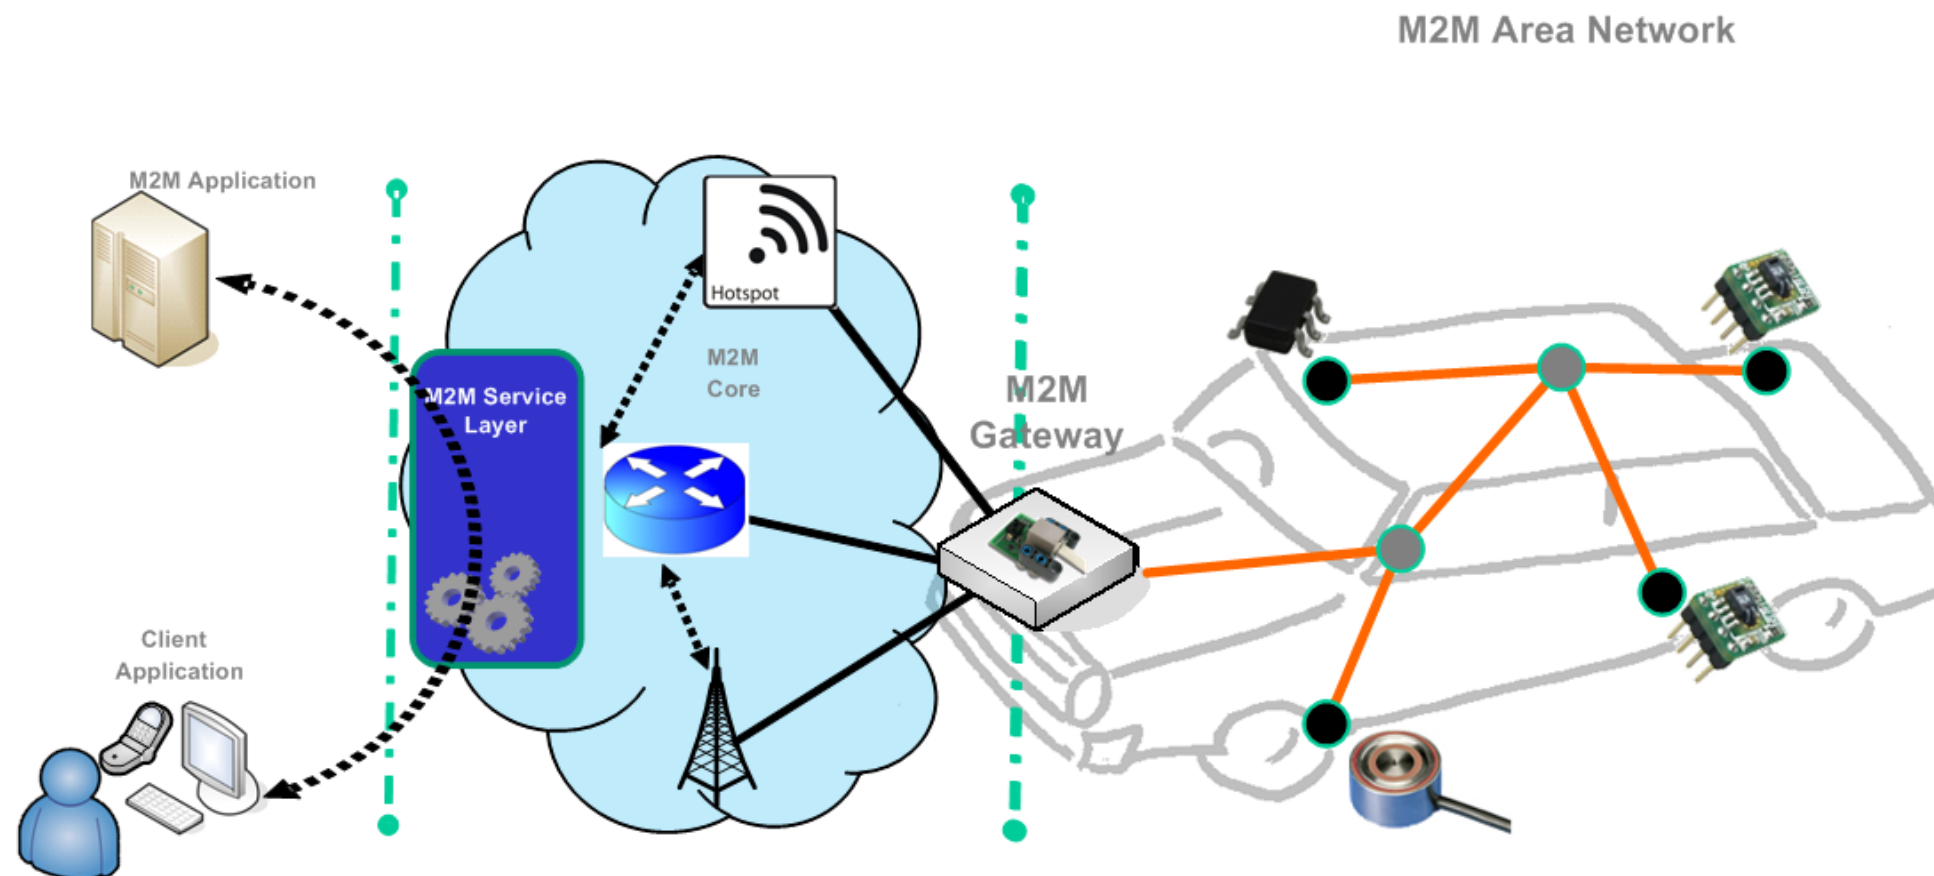 M2M Area Network
M2M Application
Hotspot
M2M
Core
M2M Service
Layer
M2M
Gateway
Client
Application